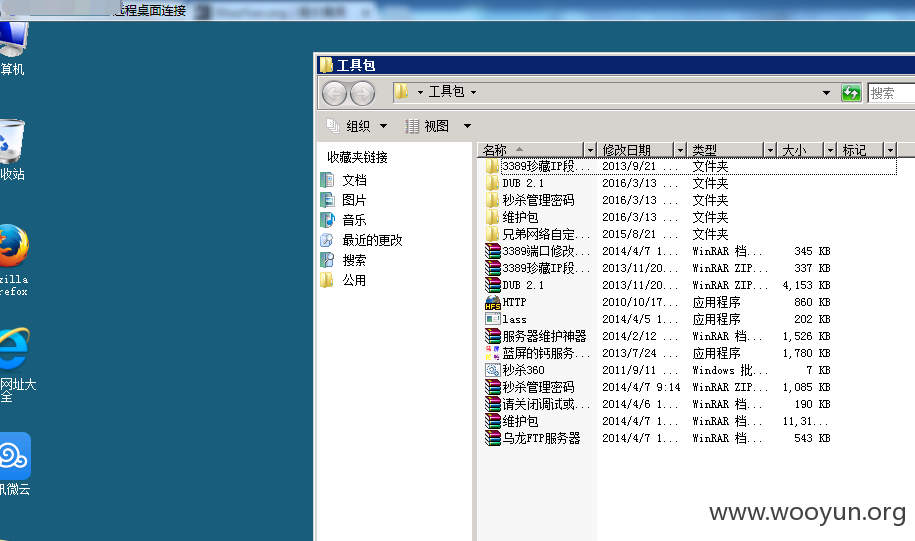 远程桌面连接
工具包
工具包
搜索
组织 视图
收藏夹链接
文档
图片
音乐
最近的更改
搜索
公用
名称 修改日期 类型 大小 标记
3389珍藏IP段... 2013/9/21 ... 文件夹
DUB 2.1 2016/3/13 ... 文件夹
秒杀管理密码 2016/3/13 ... 文件夹
维护包 2016/3/13 ... 文件夹
兄弟网络自定... 2015/8/21 ... 文件夹
3389端口修改... 2014/4/7 1... WinRAR 档... 345 KB
3389珍藏IP段... 2013/11/20... WinRAR ZIP... 337 KB
DUB 2.1 2013/11/20... WinRAR ZIP... 4,153 KB
HTTP 2010/10/17... 应用程序 860 KB
lass 2014/4/5 1... 应用程序 202 KB
服务器维护神器 2014/2/12 ... WinRAR 档... 1,526 KB
蓝屏的钙服务... 2013/7/24 ... 应用程序 1,780 KB
秒杀360 2011/9/11 ... Windows 批... 7 KB
秒杀管理密码 2014/4/7 9:14 WinRAR ZIP... 1,085 KB
请关闭调试或... 2014/4/6 1... WinRAR 档... 190 KB
维护包 2014/4/7 1... WinRAR 档... 11,31...
乌龙FTP服务器 2014/4/7 1... WinRAR 档... 543 KB
算机
收站
zilla
refox
网址大
全
讯微云
www.wooyun.org